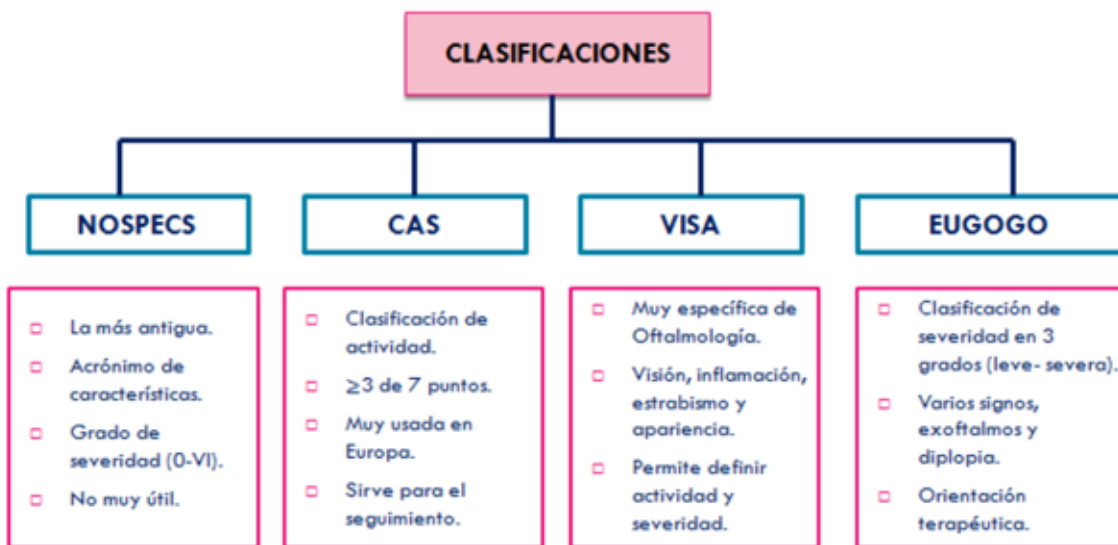 CLASIFICACIONES
NOSPECS
La más antigua.
Acrónimo de
características.
Grado de
severidad (0-VI).
No muy útil.
CAS
Clasificación de
actividad.
≥3 de 7 puntos.
Muy usada en
Europa.
Sirve para el
seguimiento.
VISA
Muy específica de
Oftalmología.
Visión, inflamación,
estrabismo y
apariencia.
Permite definir
actividad y
severidad.
EUGOGO
Clasificación de
severidad en 3
grados (leve- severa).
Varios signos,
exoftalmos y
diplopia.
Orientación
terapéutica.